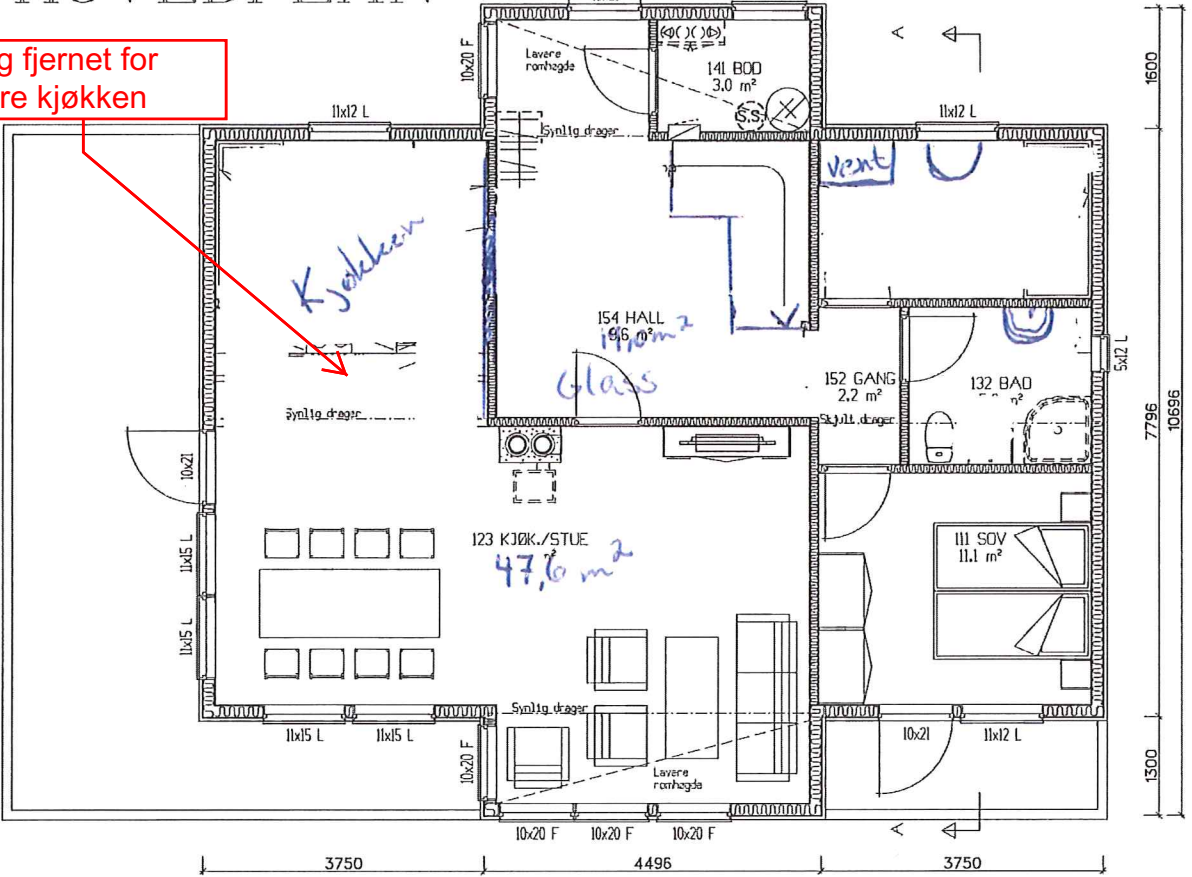 g fjernet for
re kjøkken
10x20 F
Lavere
romhøgde
141 BOD
3.0 m²
S.S.
A
1600
11x12 L
Synlig drager
11x12 L
vent
Kjøkken
154 HALL
9,6 m²
19,0 m²
Glass
152 GANG
2.2 m²
132 BAD
m²
5x12 L
Synlig drager
Skjult drager
7796
10696
10x21
123 KJØK./STUE
m²
47,6 m²
111 SOV
11.1 m²
11x15 L
11x15 L
Synlig drager
11x15 L
11x15 L
10x21
11x12 L
10x20 F
Lavere
romhøgde
1300
10x20 F
10x20 F
10x20 F
A
3750
4496
3750